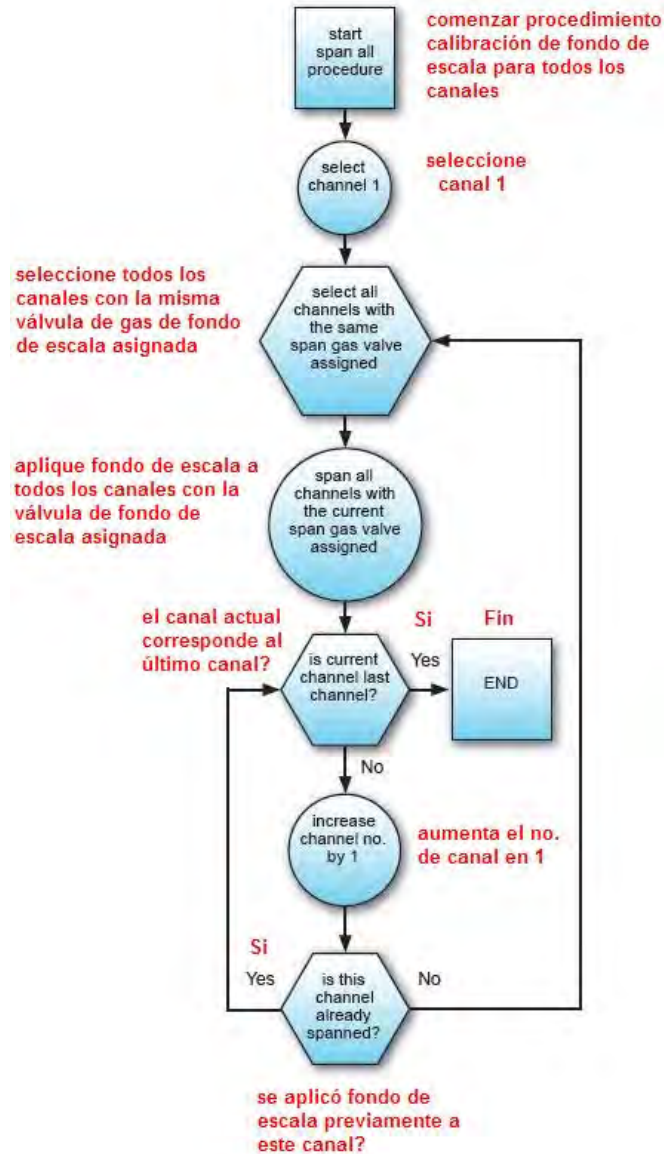 start
span all
procedure
comenzar procedimiento
calibración de fondo de
escala para todos los
canales
select
channel 1
seleccione
canal 1
seleccione todos los
canales con la misma
válvula de gas de fondo
de escala asignada
select all
channels with
the same
span gas valve
assigned
aplique fondo de escala a
todos los canales con la
válvula de fondo de
escala asignada
span all
channels with
the current
span gas valve
assigned
el canal actual
corresponde al
último canal?
is current
channel last
channel?
Si
Yes
Fin
END
No
increase
channel no.
by 1
aumenta el no.
de canal en 1
Si
Yes
is this
channel
already
spanned?
No
se aplicó fondo de
escala previamente a
este canal?